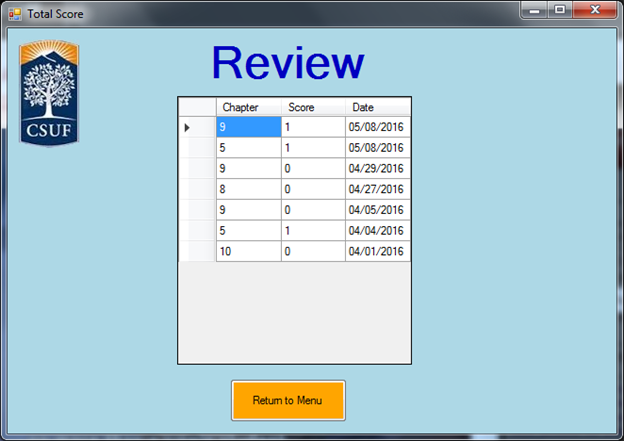 Total Score
CSUF
Review
Chapter Score Date
9 1 05/08/2016
5 1 05/08/2016
9 0 04/29/2016
8 0 04/27/2016
9 0 04/05/2016
5 1 04/04/2016
10 0 04/01/2016
Return to Menu